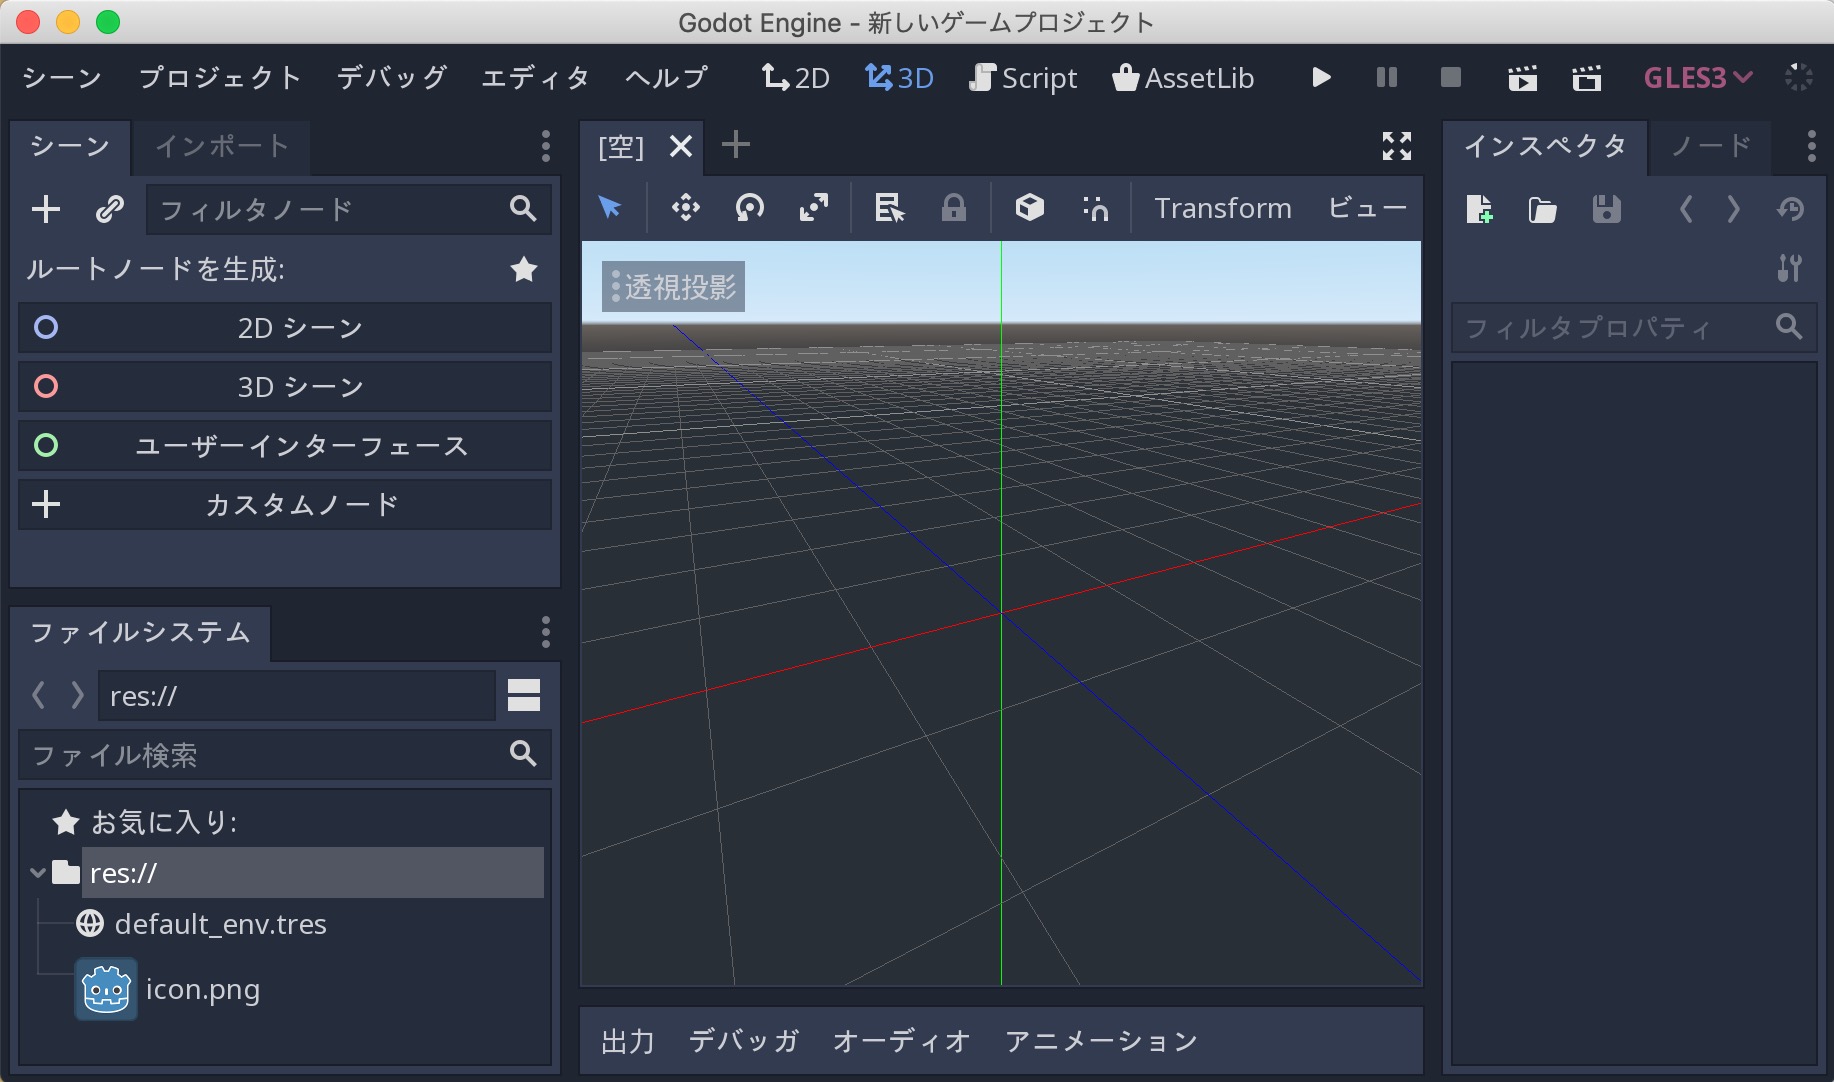 Godot Engine - 新しいゲームプロジェクト
シーン プロジェクト デバッグ エディタ ヘルプ 2D 3D Script AssetLib GLES3
シーン インポート
フィルタノード
ルートノードを生成:
2D シーン
3D シーン
ユーザーインターフェース
カスタムノード
ファイルシステム
res://
ファイル検索
お気に入り:
res://
default_env.tres
icon.png
[空]
Transform ビュー
透視投影
出力 デバッガ オーディオ アニメーション
インスペクタ ノード
フィルタプロパティ